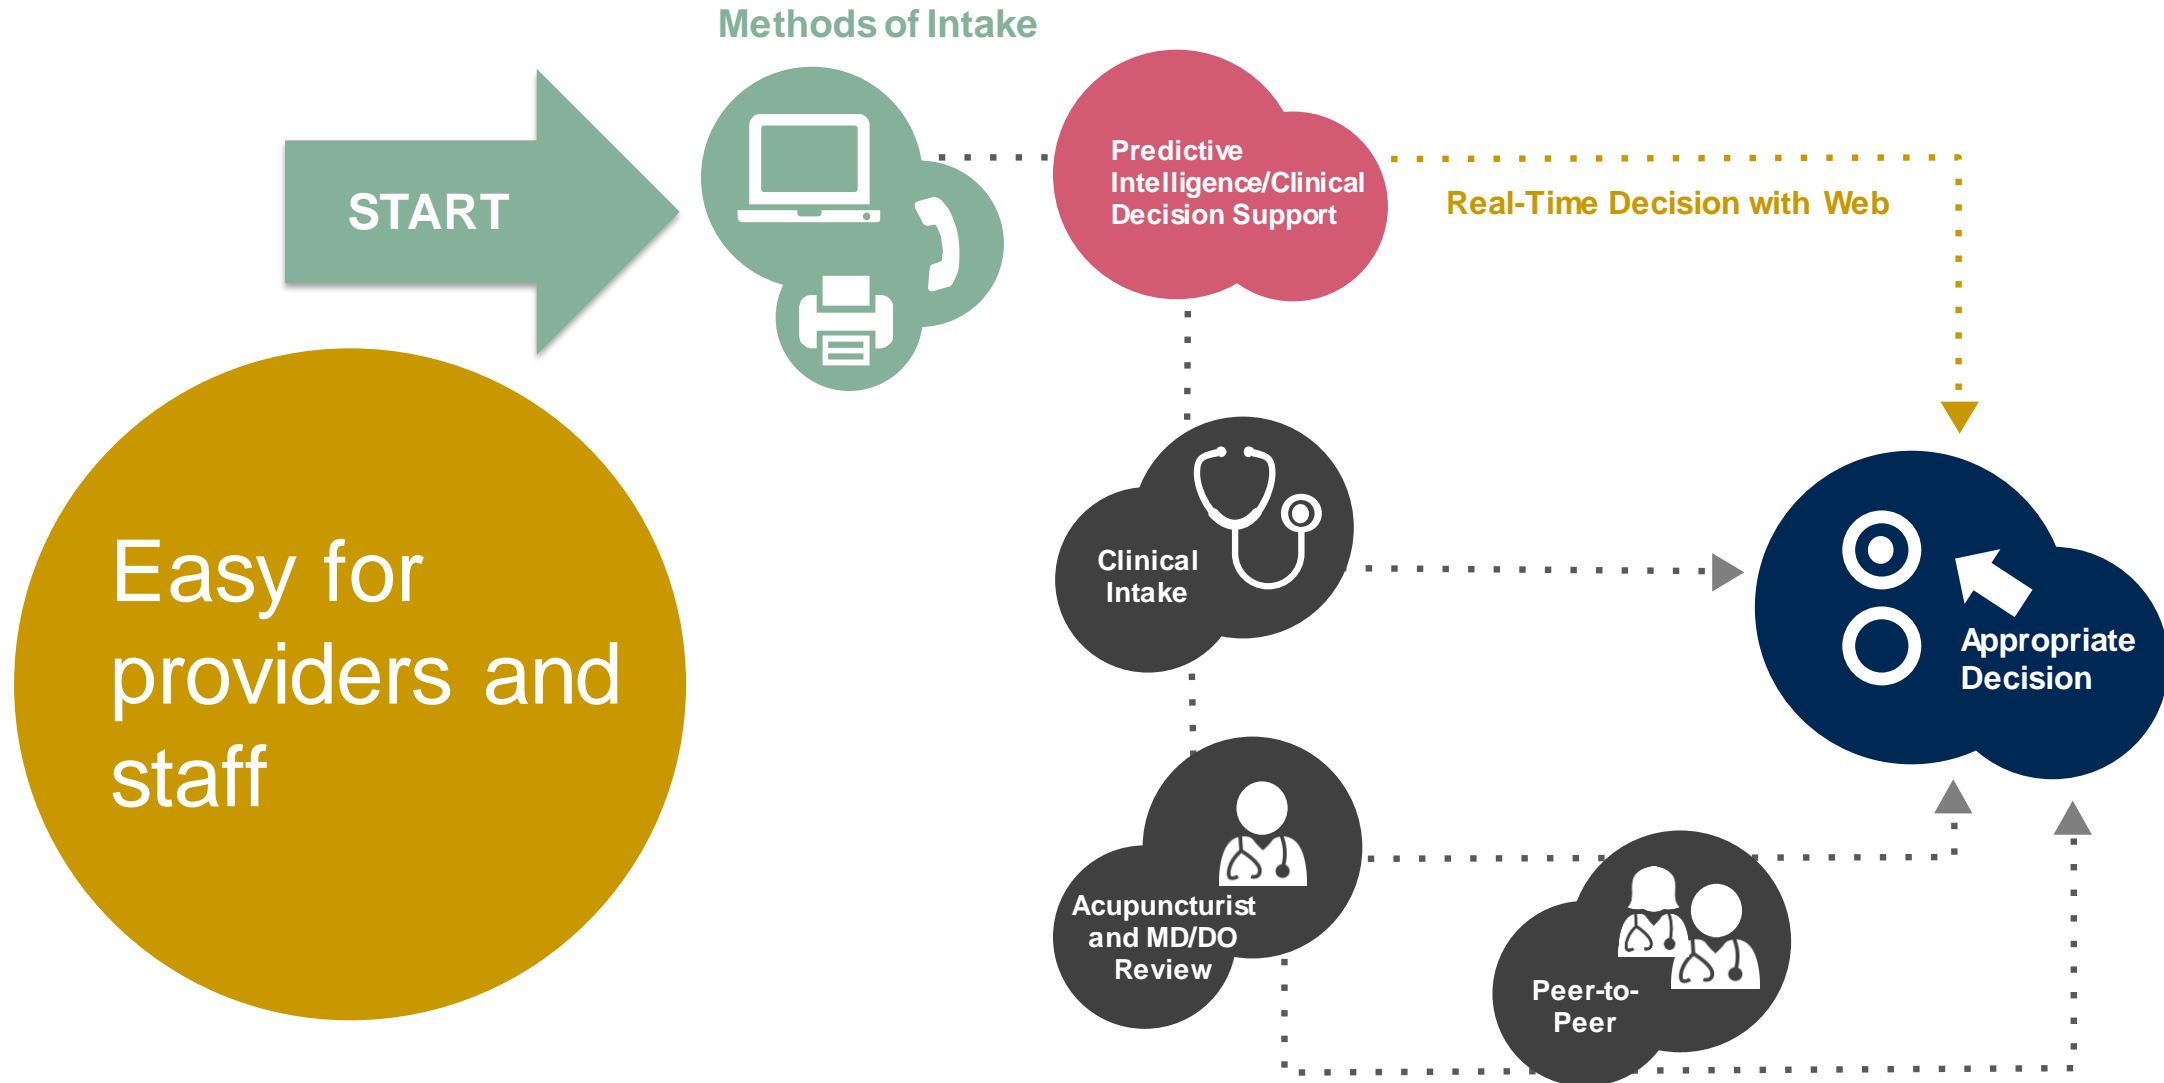 Methods of Intake
START
Predictive
Intelligence/Clinical
Decision Support
Real-Time Decision with Web
Easy for
providers and
staff
Clinical
Intake
Appropriate
Decision
Acupuncturist
and MD/DO
Review
Peer-to-
Peer